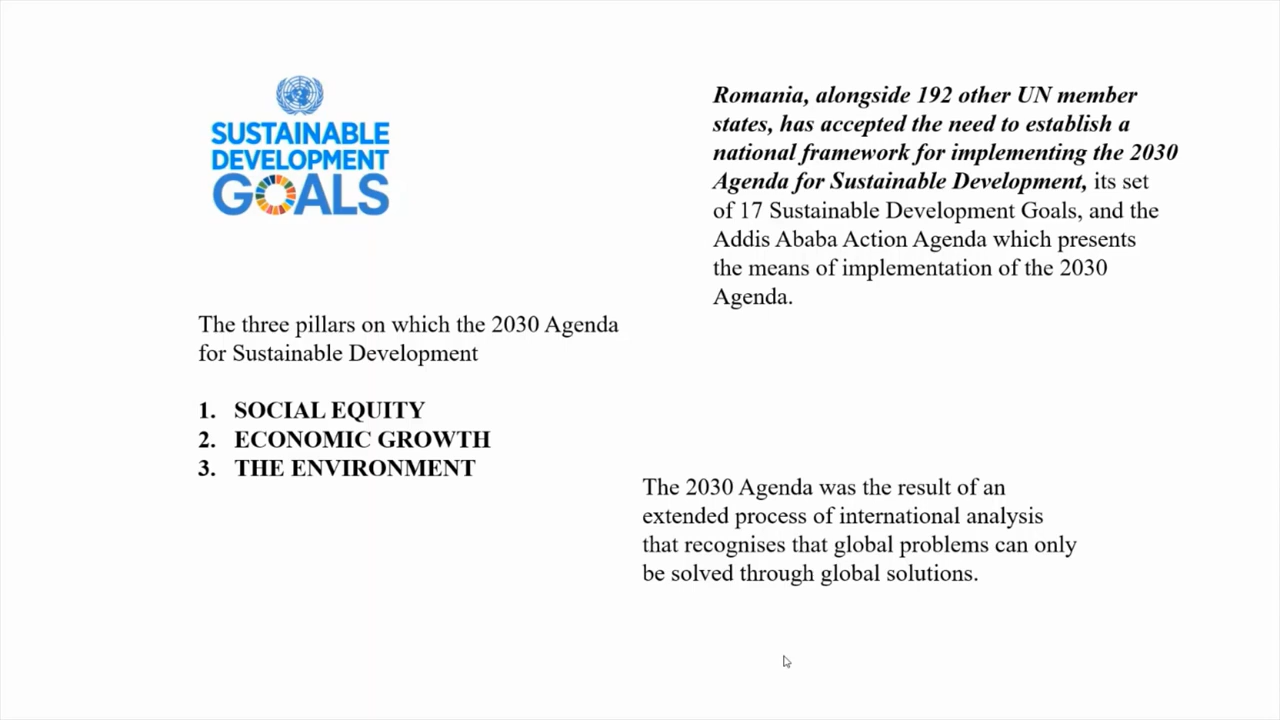 SUSTAINABLE
DEVELOPMENT
GOALS
The three pillars on which the 2030 Agenda
for Sustainable Development
1. SOCIAL EQUITY
2. ECONOMIC GROWTH
3. THE ENVIRONMENT
Romania, alongside 192 other UN member
states, has accepted the need to establish a
national framework for implementing the 2030
Agenda for Sustainable Development, its set
of 17 Sustainable Development Goals, and the
Addis Ababa Action Agenda which presents
the means of implementation of the 2030
Agenda.
The 2030 Agenda was the result of an
extended process of international analysis
that recognises that global problems can only
be solved through global solutions.